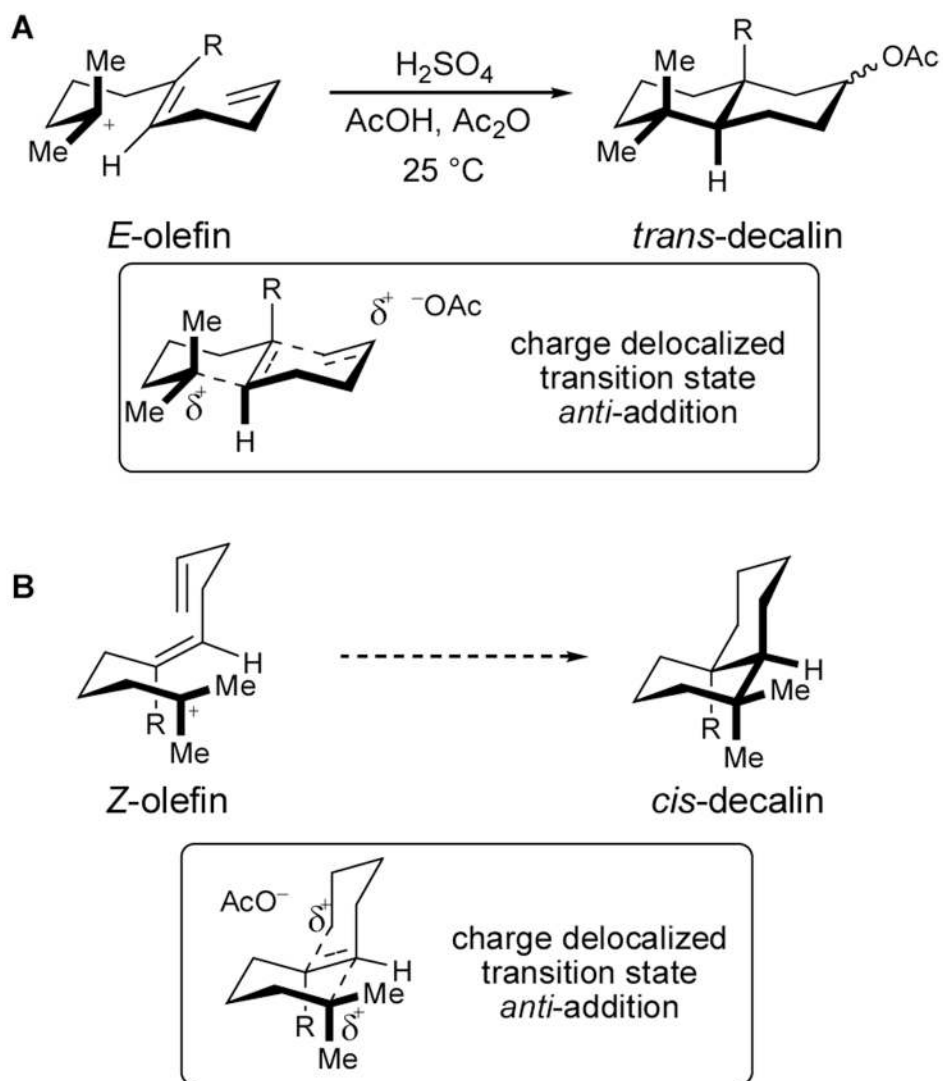 A
R
Me
+
Me
H
H₂SO₄
AcOH, Ac₂O
25 °C
R
Me
OAc
Me
H
E-olefin
trans-decalin
R
Me
δ⁺ ⁻OAc
Me
δ⁺
H
charge delocalized
transition state
anti-addition
B
H
Me
+
R
Me
H
Me
R
Me
Z-olefin
cis-decalin
AcO⁻
δ⁺
H
Me
R
δ⁺
Me
charge delocalized
transition state
anti-addition